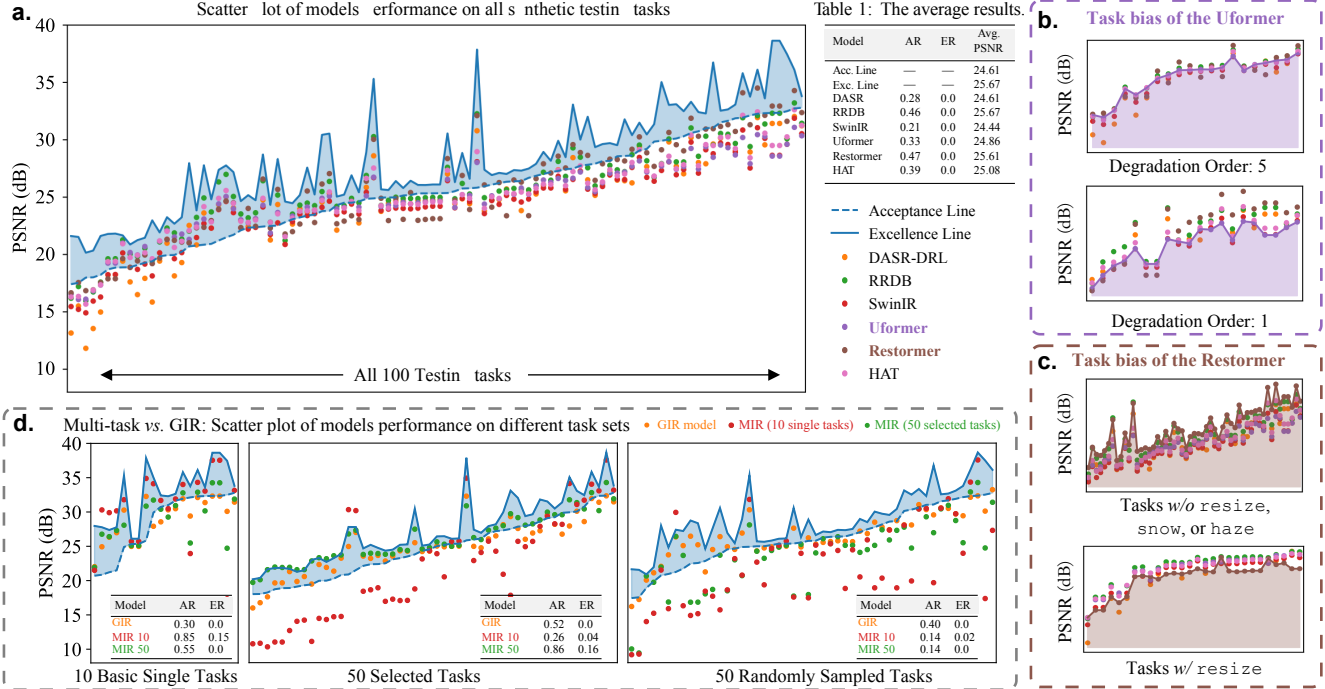 a.
Scatter lot of models erformance on all s nthetic testin tasks
PSNR (dB)
40
35
30
25
20
15
10
All 100 Testin tasks
Table 1: The average results.
Model AR ER Avg. PSNR
Acc. Line — — 24.61
Exc. Line — — 25.67
DASR 0.28 0.0 24.61
RRDB 0.46 0.0 25.67
SwinIR 0.21 0.0 24.44
Uformer 0.33 0.0 24.86
Restormer 0.47 0.0 25.61
HAT 0.39 0.0 25.08
Acceptance Line
Excellence Line
DASR-DRL
RRDB
SwinIR
Uformer
Restormer
HAT
b.
Task bias of the Uformer
PSNR (dB)
Degradation Order: 5
PSNR (dB)
Degradation Order: 1
c.
Task bias of the Restormer
PSNR (dB)
Tasks w/o resize,
snow, or haze
PSNR (dB)
Tasks w/ resize
d.
Multi-task vs. GIR: Scatter plot of models performance on different task sets
GIR model
MIR (10 single tasks)
MIR (50 selected tasks)
PSNR (dB)
40
35
30
25
20
15
10
Model AR ER
GIR 0.30 0.0
MIR 10 0.85 0.15
MIR 50 0.55 0.0
10 Basic Single Tasks
Model AR ER
GIR 0.52 0.0
MIR 10 0.26 0.04
MIR 50 0.86 0.16
50 Selected Tasks
Model AR ER
GIR 0.40 0.0
MIR 10 0.14 0.02
MIR 50 0.14 0.0
50 Randomly Sampled Tasks